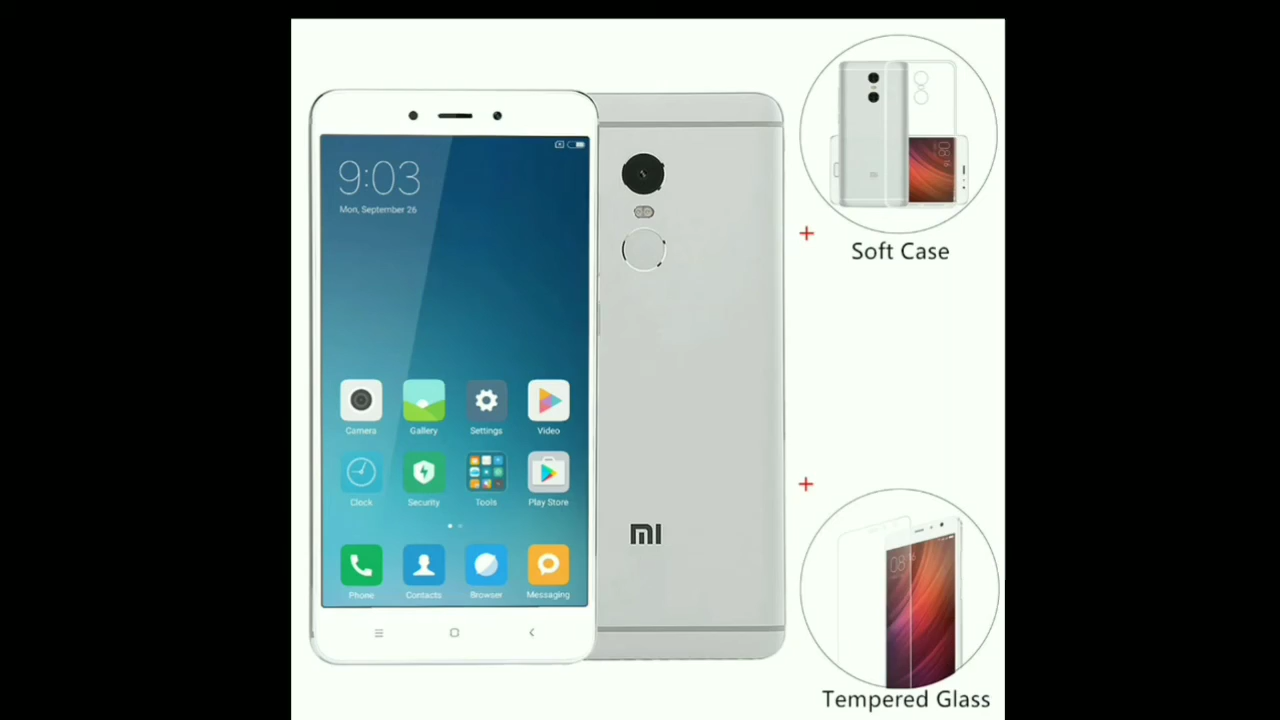 9:03
Mon, September 26
Camera
Gallery
Settings
Video
Clock
Security
Tools
Play Store
Phone
Contacts
Browser
Messaging
MI
+
Soft Case
+
08
Tempered Glass